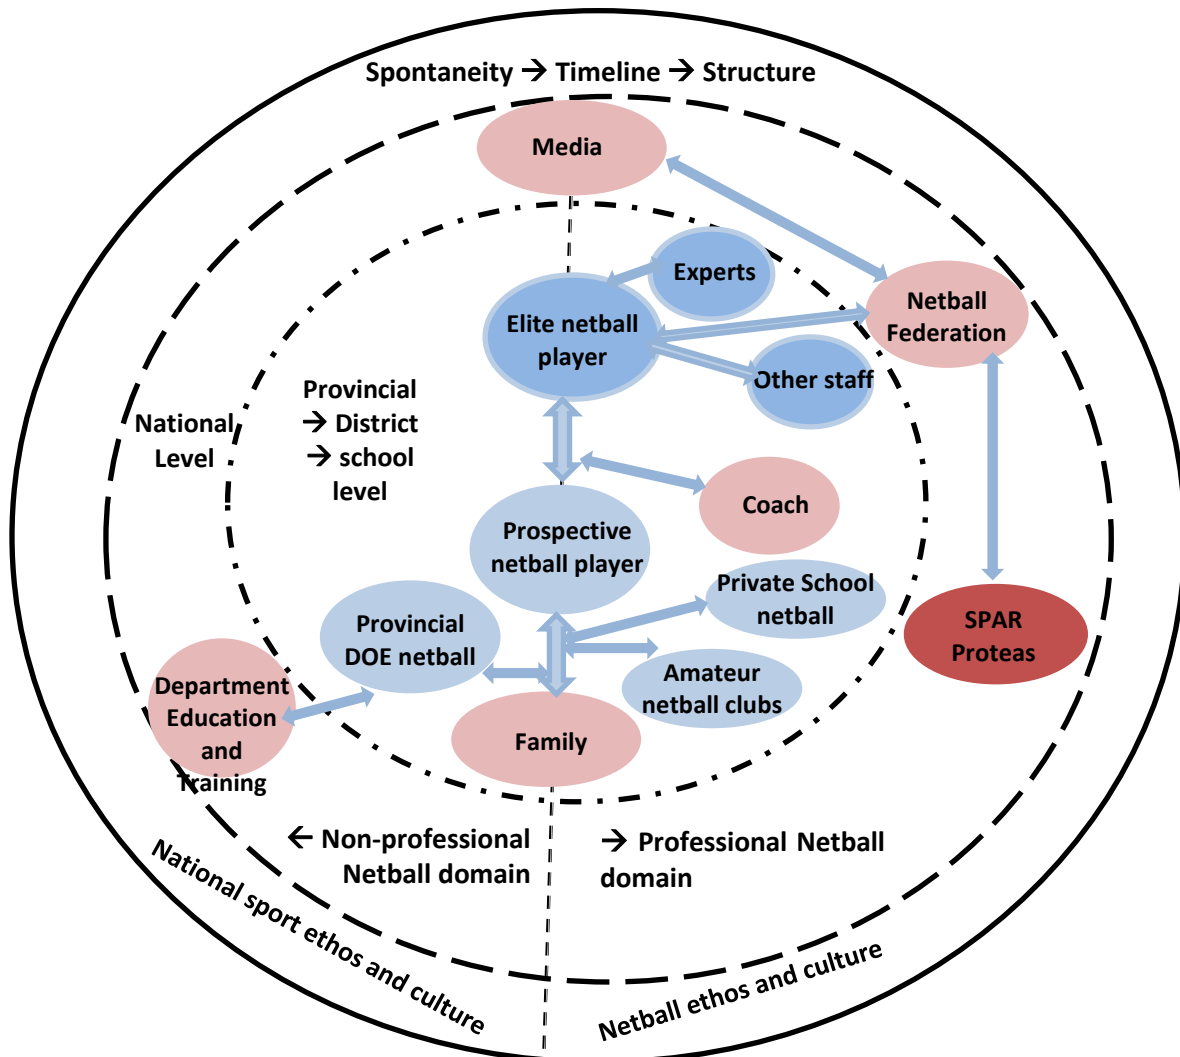 Spontaneity → Timeline → Structure
Media
Experts
Netball
Federation
Elite netball
player
Other staff
Provincial
→ District
→ school
level
National
Level
Coach
Prospective
netball player
Private School
netball
Provincial
DOE netball
SPAR
Proteas
Amateur
netball clubs
Department
Education
and
Training
Family
← Non-professional
Netball domain
→ Professional Netball
domain
National sport ethos and culture
Netball ethos and culture